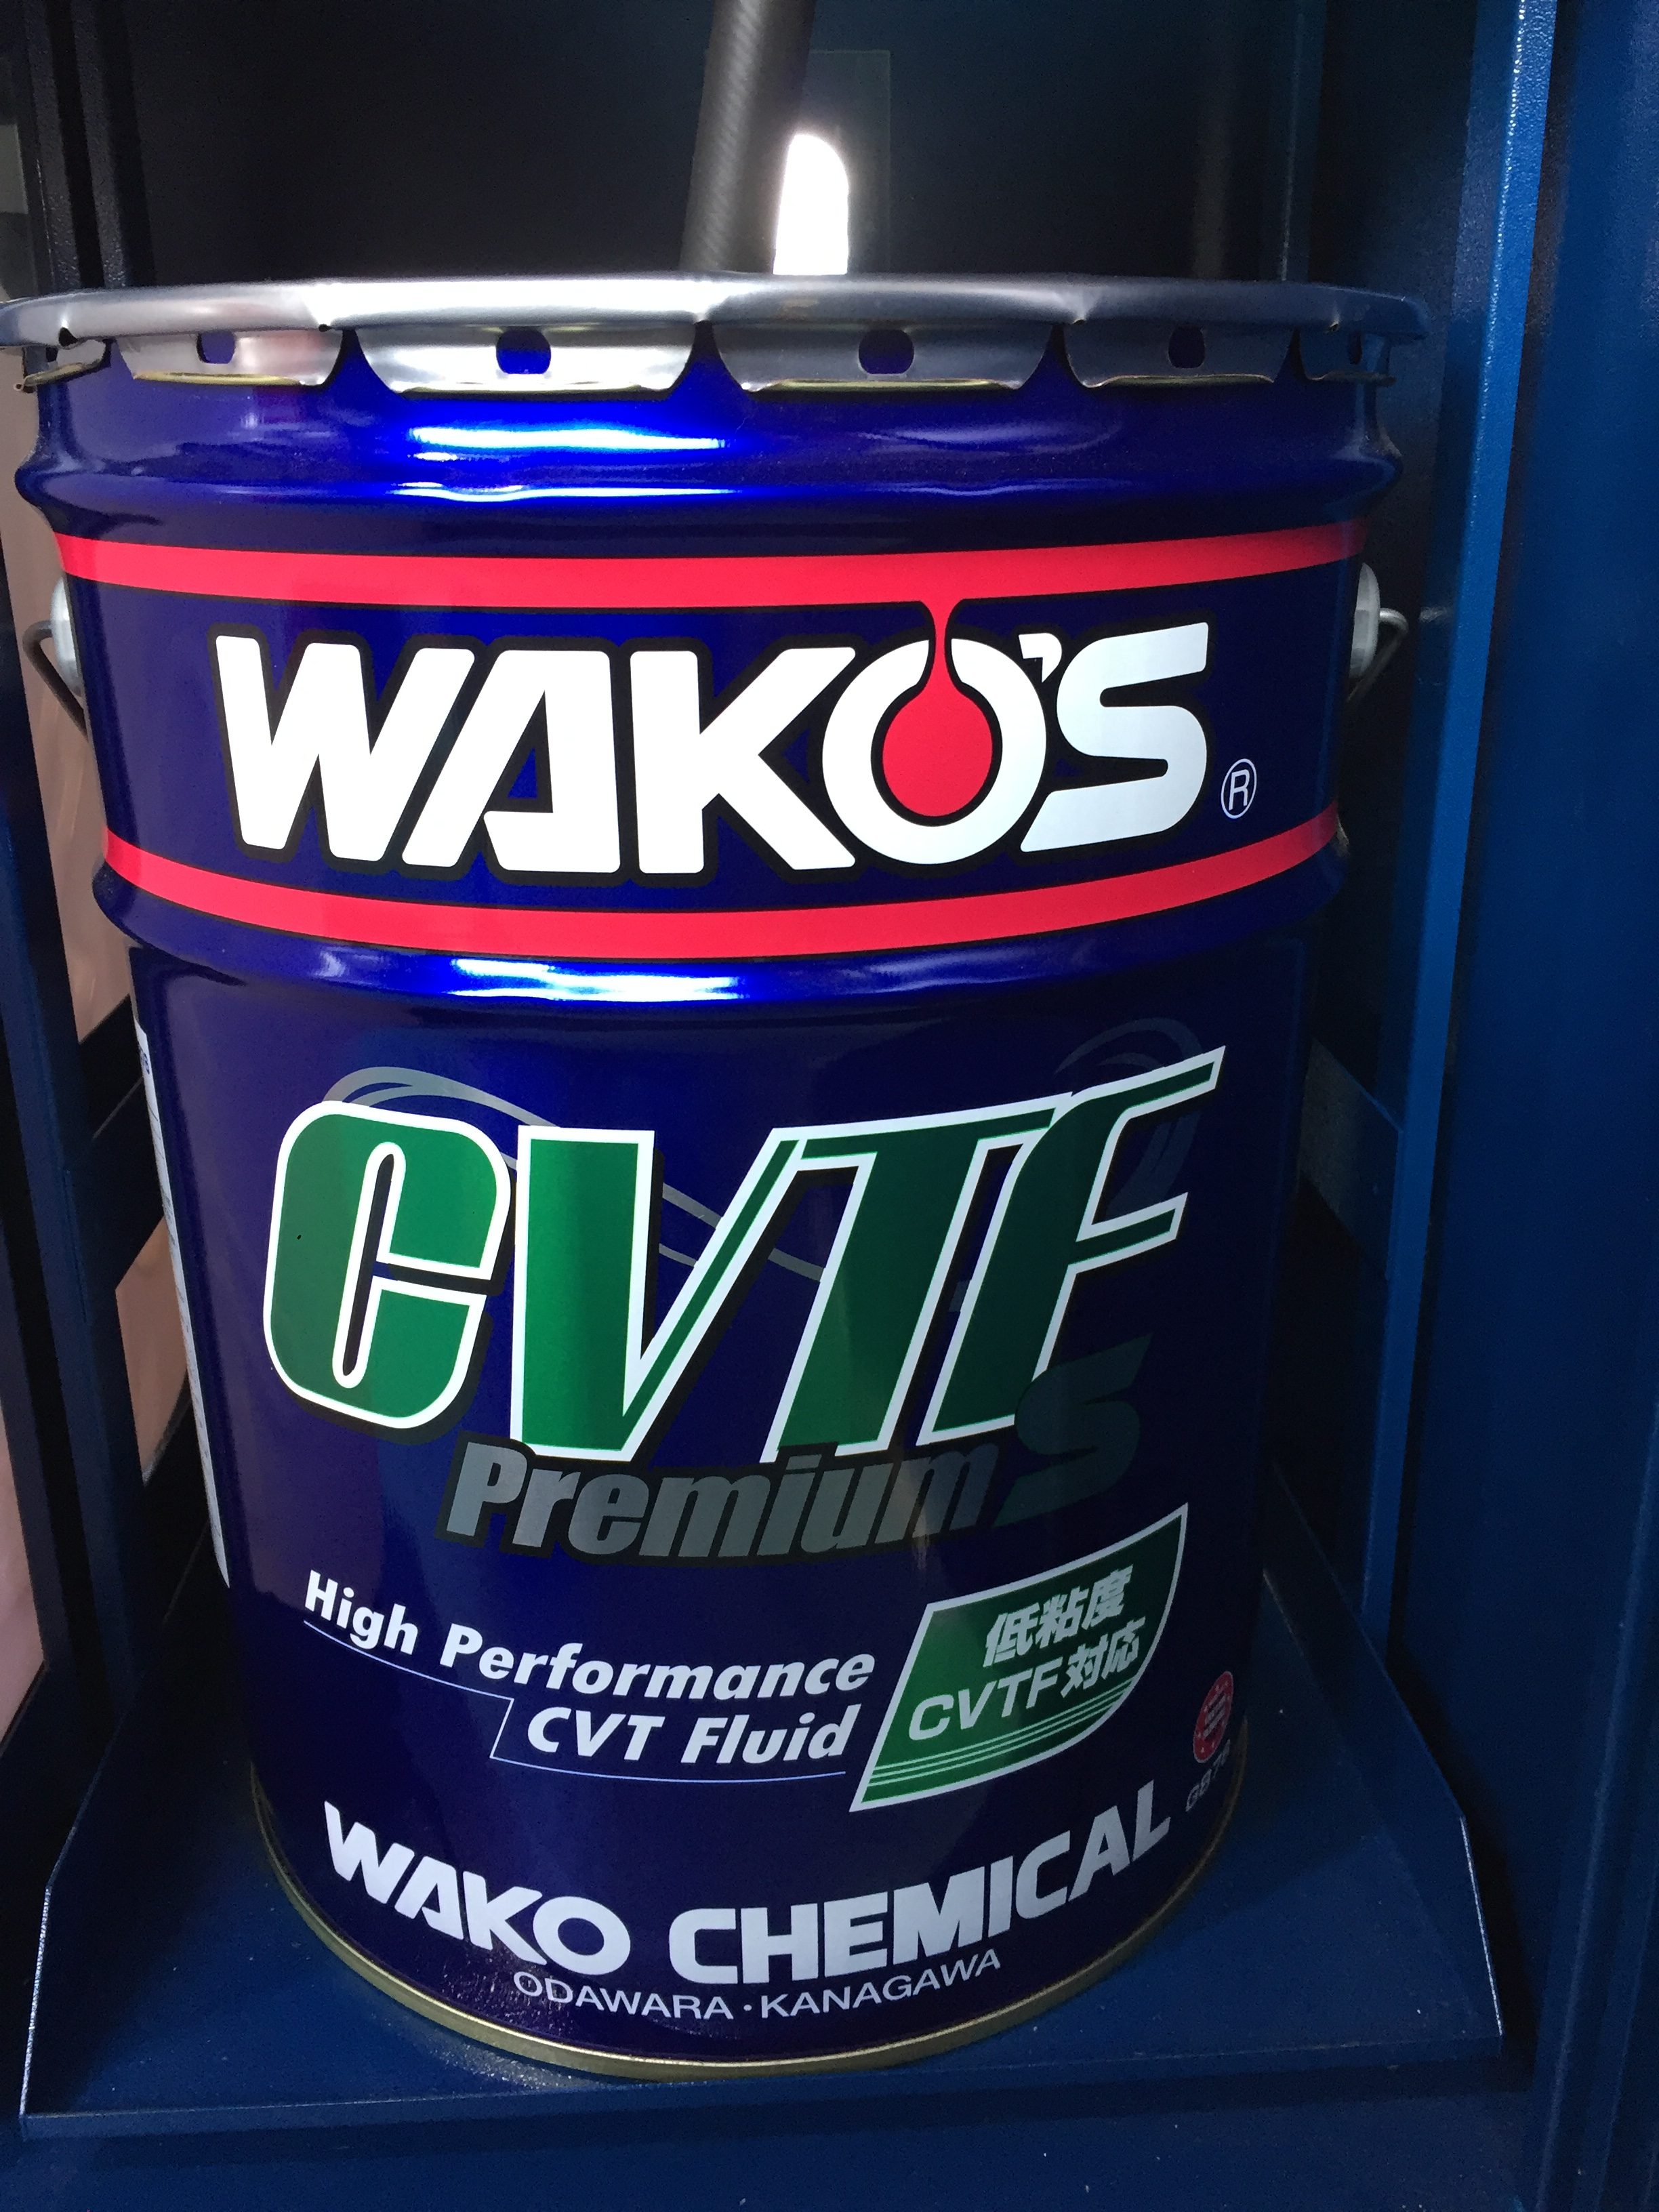 WAKO'S ®
CVTF
Premium S
High Performance
CVT Fluid
低粘度
CVTF対応
WAKO CHEMICAL
ODAWARA・KANAGAWA